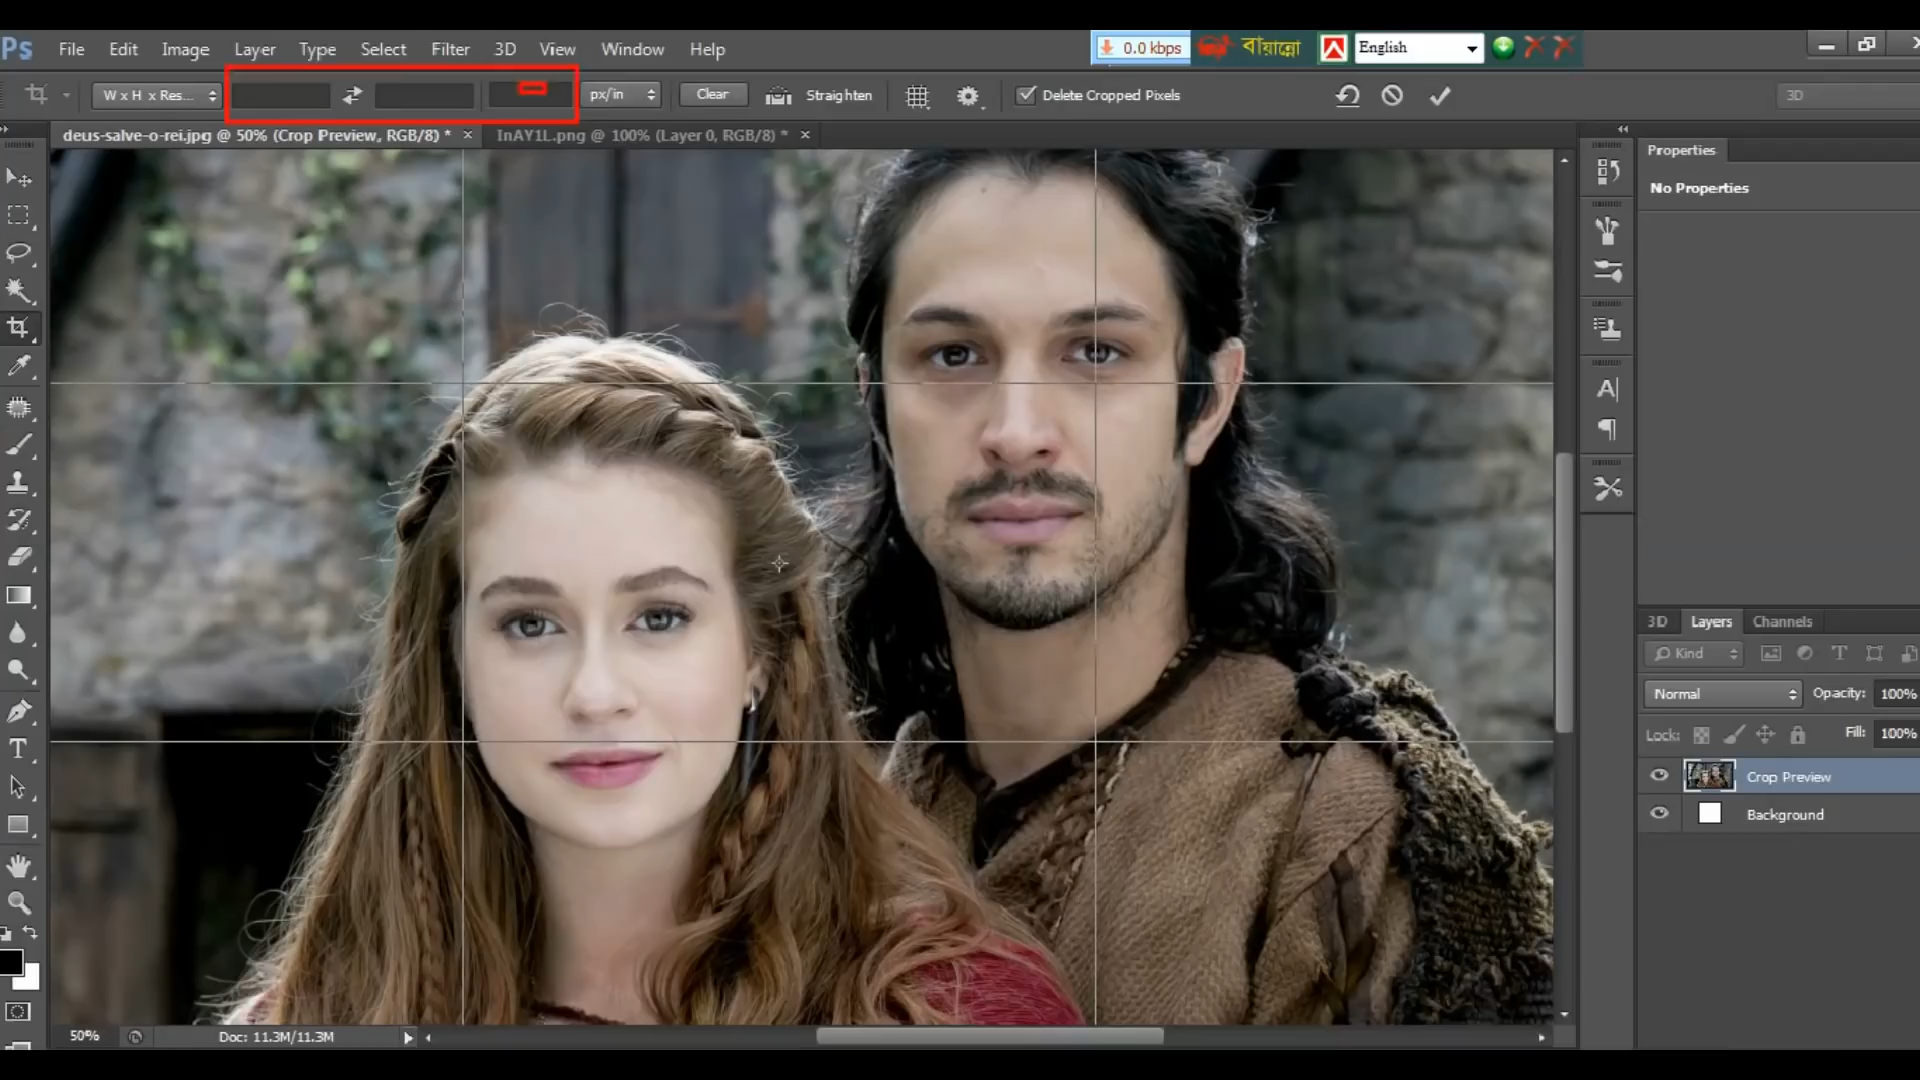 Ps File Edit Image Layer Type Select Filter 3D View Window Help 0.0 kbps বায়ান্নো English
W x H x Res... px/in Clear Straighten Delete Cropped Pixels 3D
deus-salve-o-rei.jpg @ 50% (Crop Preview, RGB/8) * × InAY1L.png @ 100% (Layer 0, RGB/8) * ×
Properties
No Properties
3D Layers Channels
Kind
Normal Opacity: 100%
Lock: Fill: 100%
Crop Preview
Background
50% Doc: 11.3M/11.3M